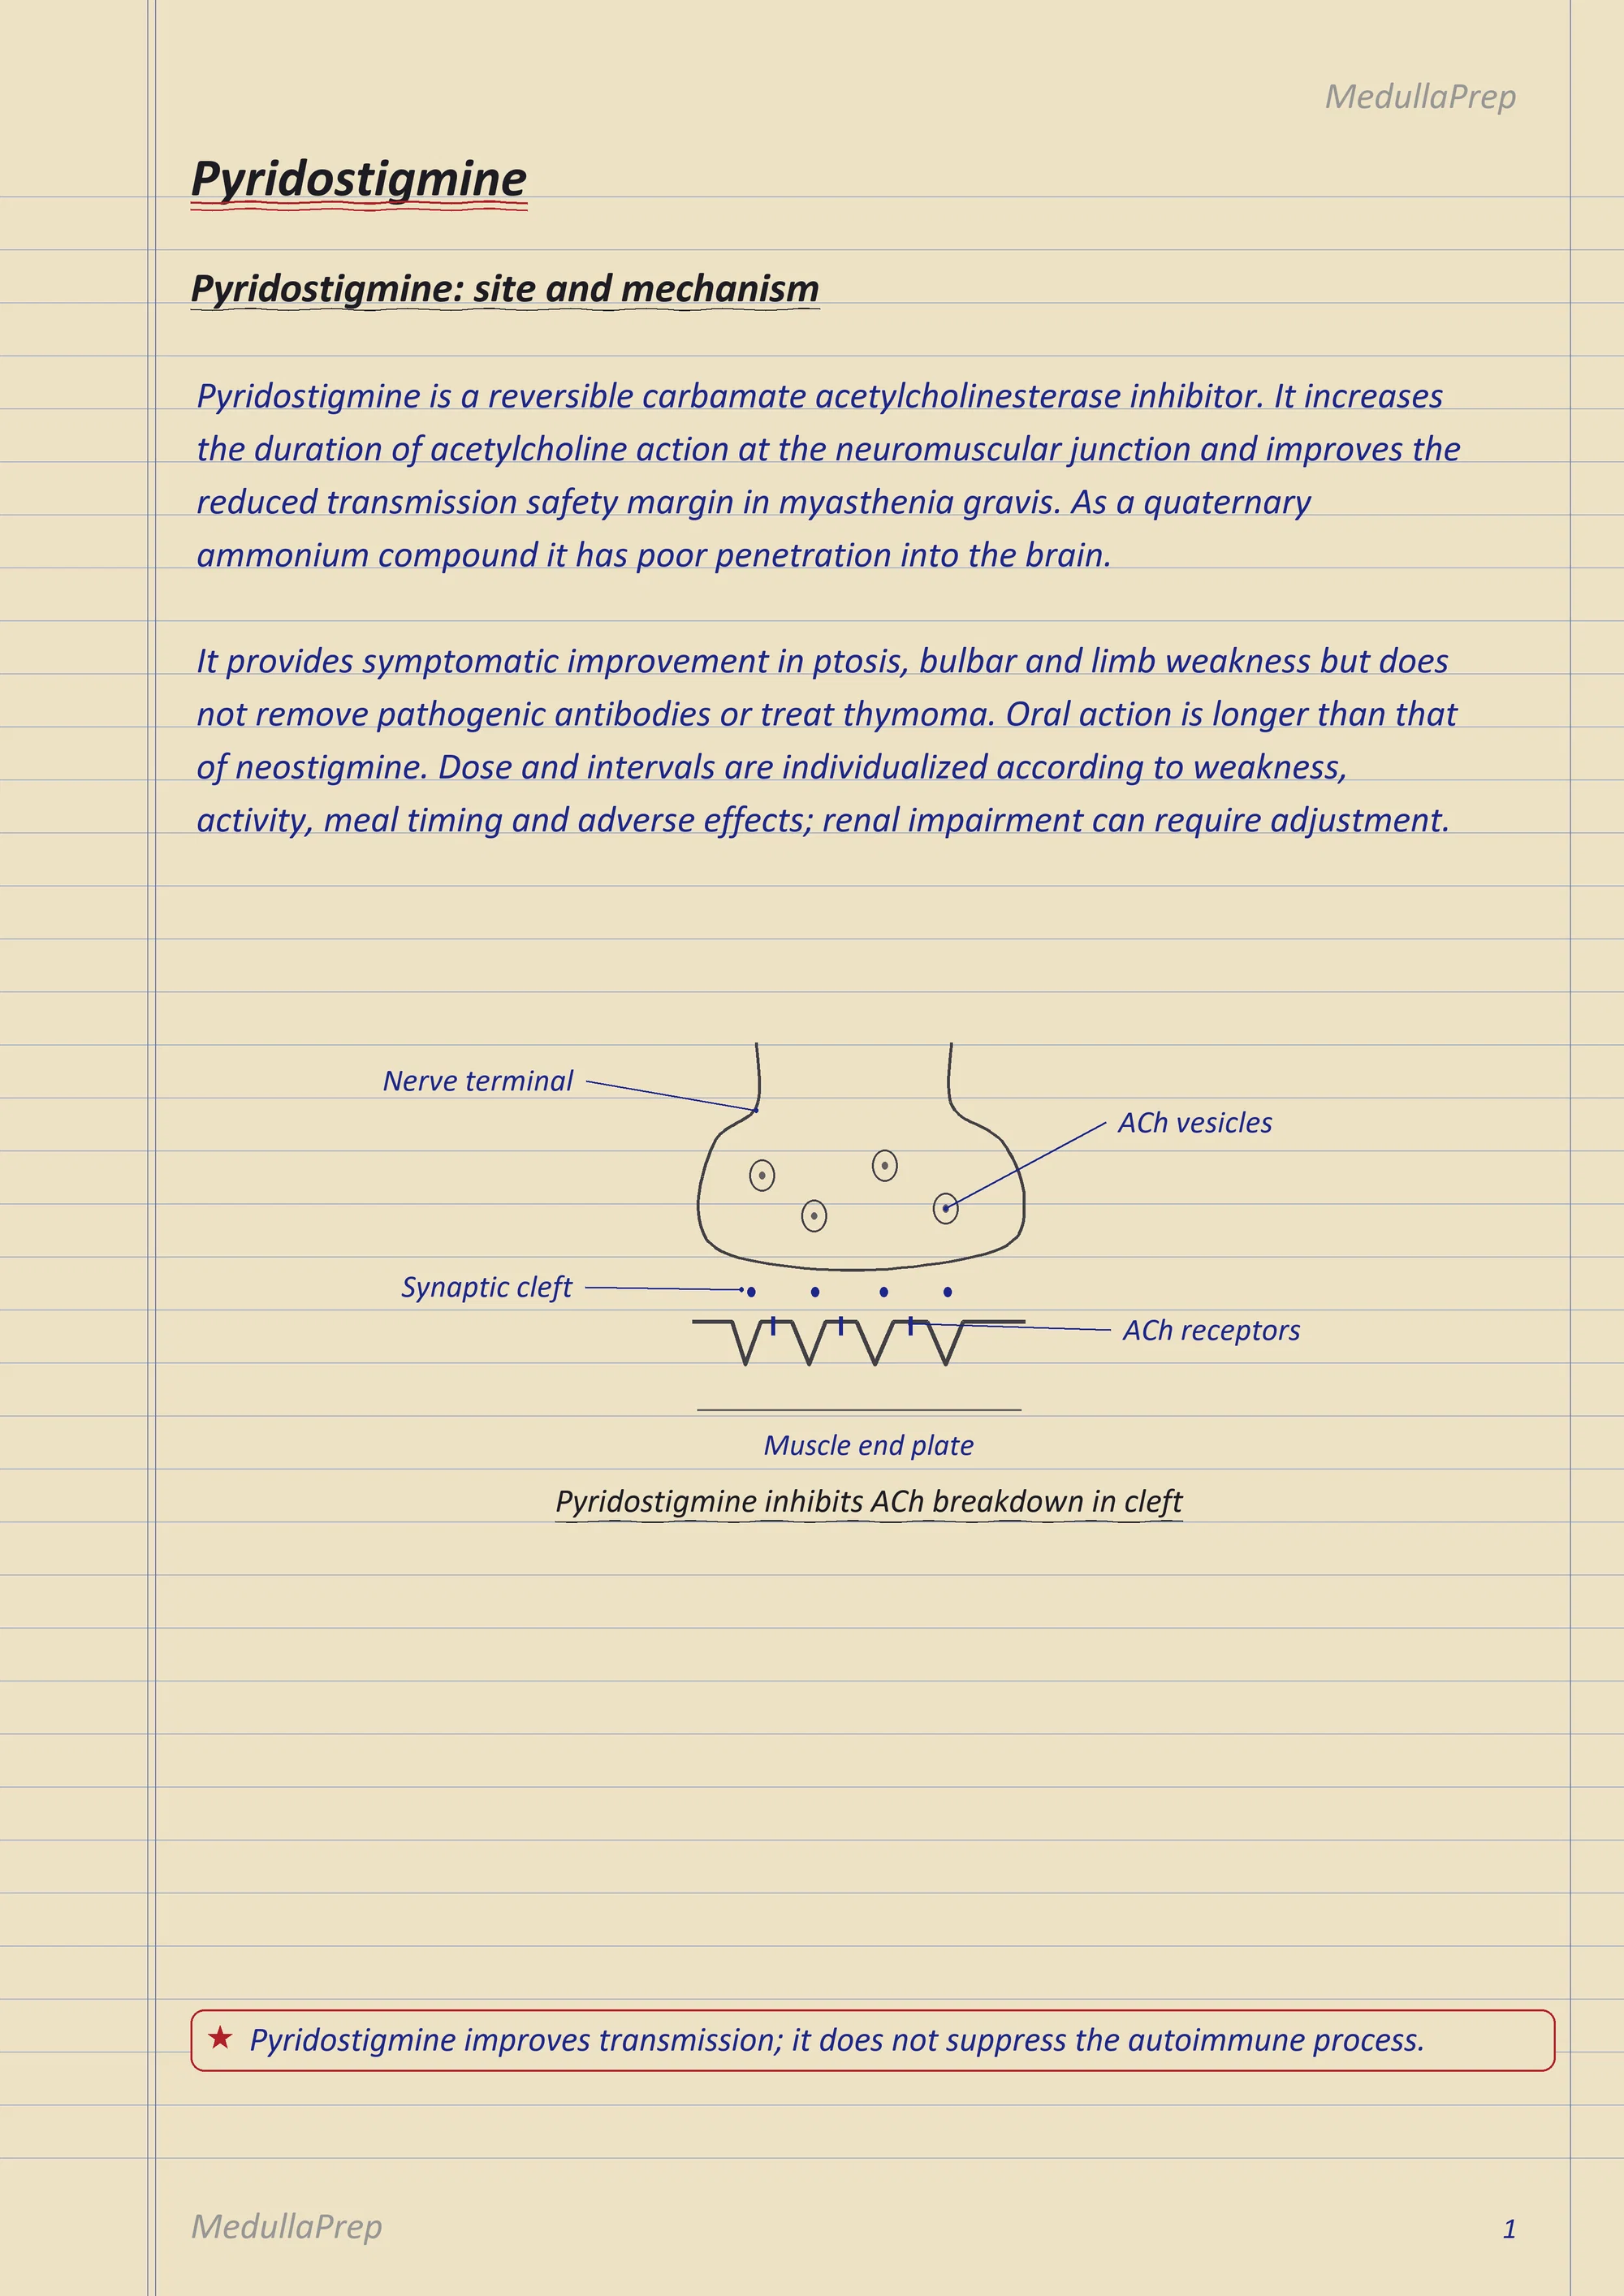 MedullaPrep
Pyridostigmine
Pyridostigmine: site and mechanism
Pyridostigmine is a reversible carbamate acetylcholinesterase inhibitor. It increases
the duration of acetylcholine action at the neuromuscular junction and improves the
reduced transmission safety margin in myasthenia gravis. As a quaternary
ammonium compound it has poor penetration into the brain.
It provides symptomatic improvement in ptosis, bulbar and limb weakness but does
not remove pathogenic antibodies or treat thymoma. Oral action is longer than that
of neostigmine. Dose and intervals are individualized according to weakness,
activity, meal timing and adverse effects; renal impairment can require adjustment.
Nerve terminal
ACh vesicles
Synaptic cleft
ACh receptors
Muscle end plate
Pyridostigmine inhibits ACh breakdown in cleft
★ Pyridostigmine improves transmission; it does not suppress the autoimmune process.
MedullaPrep
1